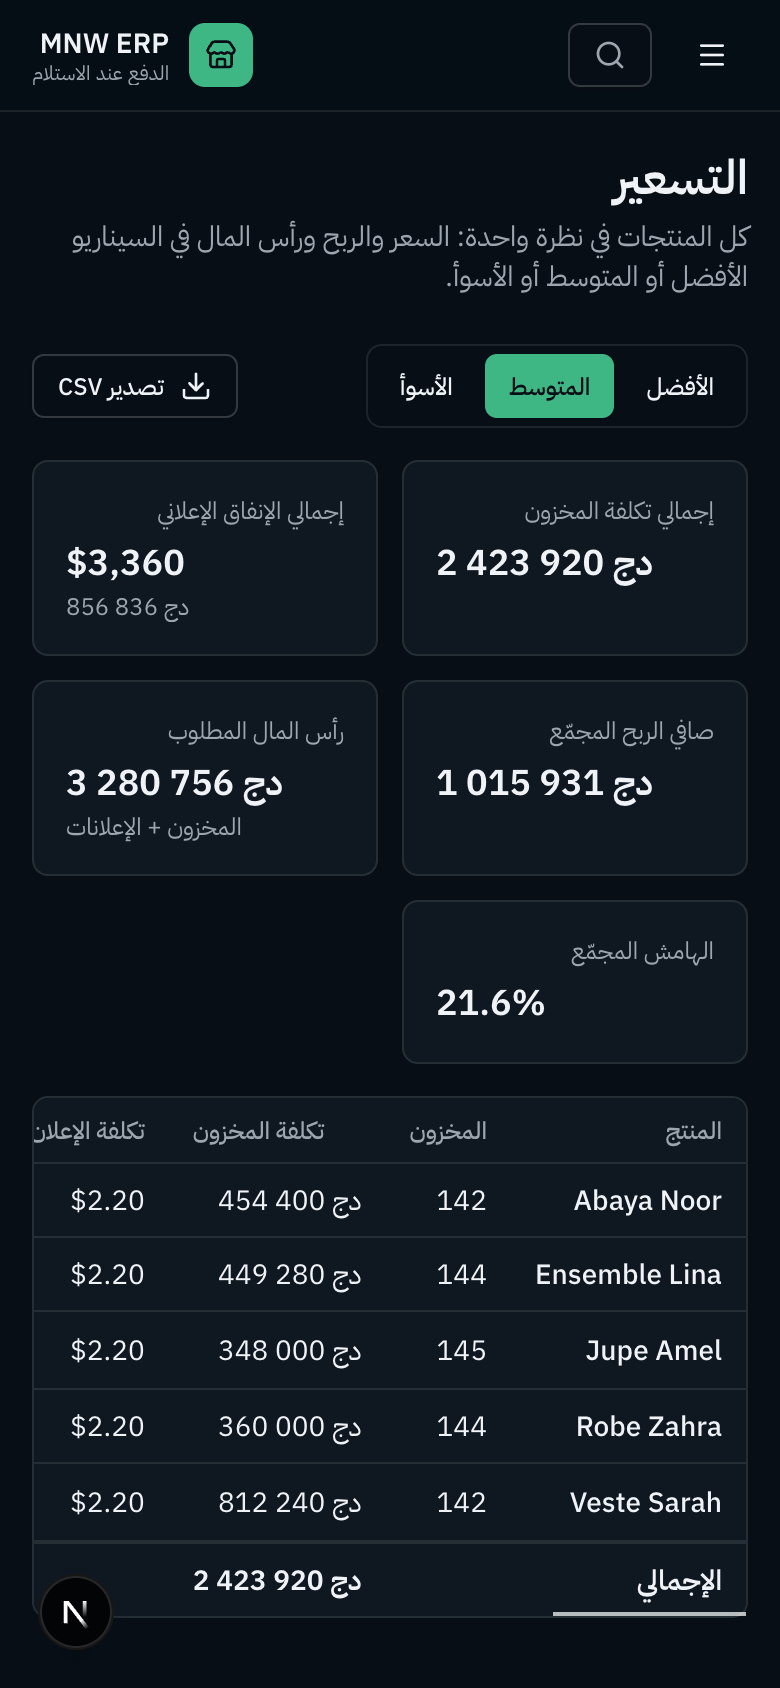 MNW ERP
الدفع عند الاستلام
التسعير
كل المنتجات في نظرة واحدة: السعر والربح ورأس المال في السيناريو
الأفضل أو المتوسط أو الأسوأ.
الأفضل
المتوسط
الأسوأ
تصدير CSV
إجمالي تكلفة المخزون
2 423 920 دج
إجمالي الإنفاق الإعلاني
$3,360
856 836 دج
صافي الربح المجمّع
1 015 931 دج
رأس المال المطلوب
3 280 756 دج
المخزون + الإعلانات
الهامش المجمّع
21.6%
المنتج المخزون تكلفة المخزون تكلفة الإعلان
Abaya Noor 142 454 400 دج $2.20
Ensemble Lina 144 449 280 دج $2.20
Jupe Amel 145 348 000 دج $2.20
Robe Zahra 144 360 000 دج $2.20
Veste Sarah 142 812 240 دج $2.20
الإجمالي 2 423 920 دج
N